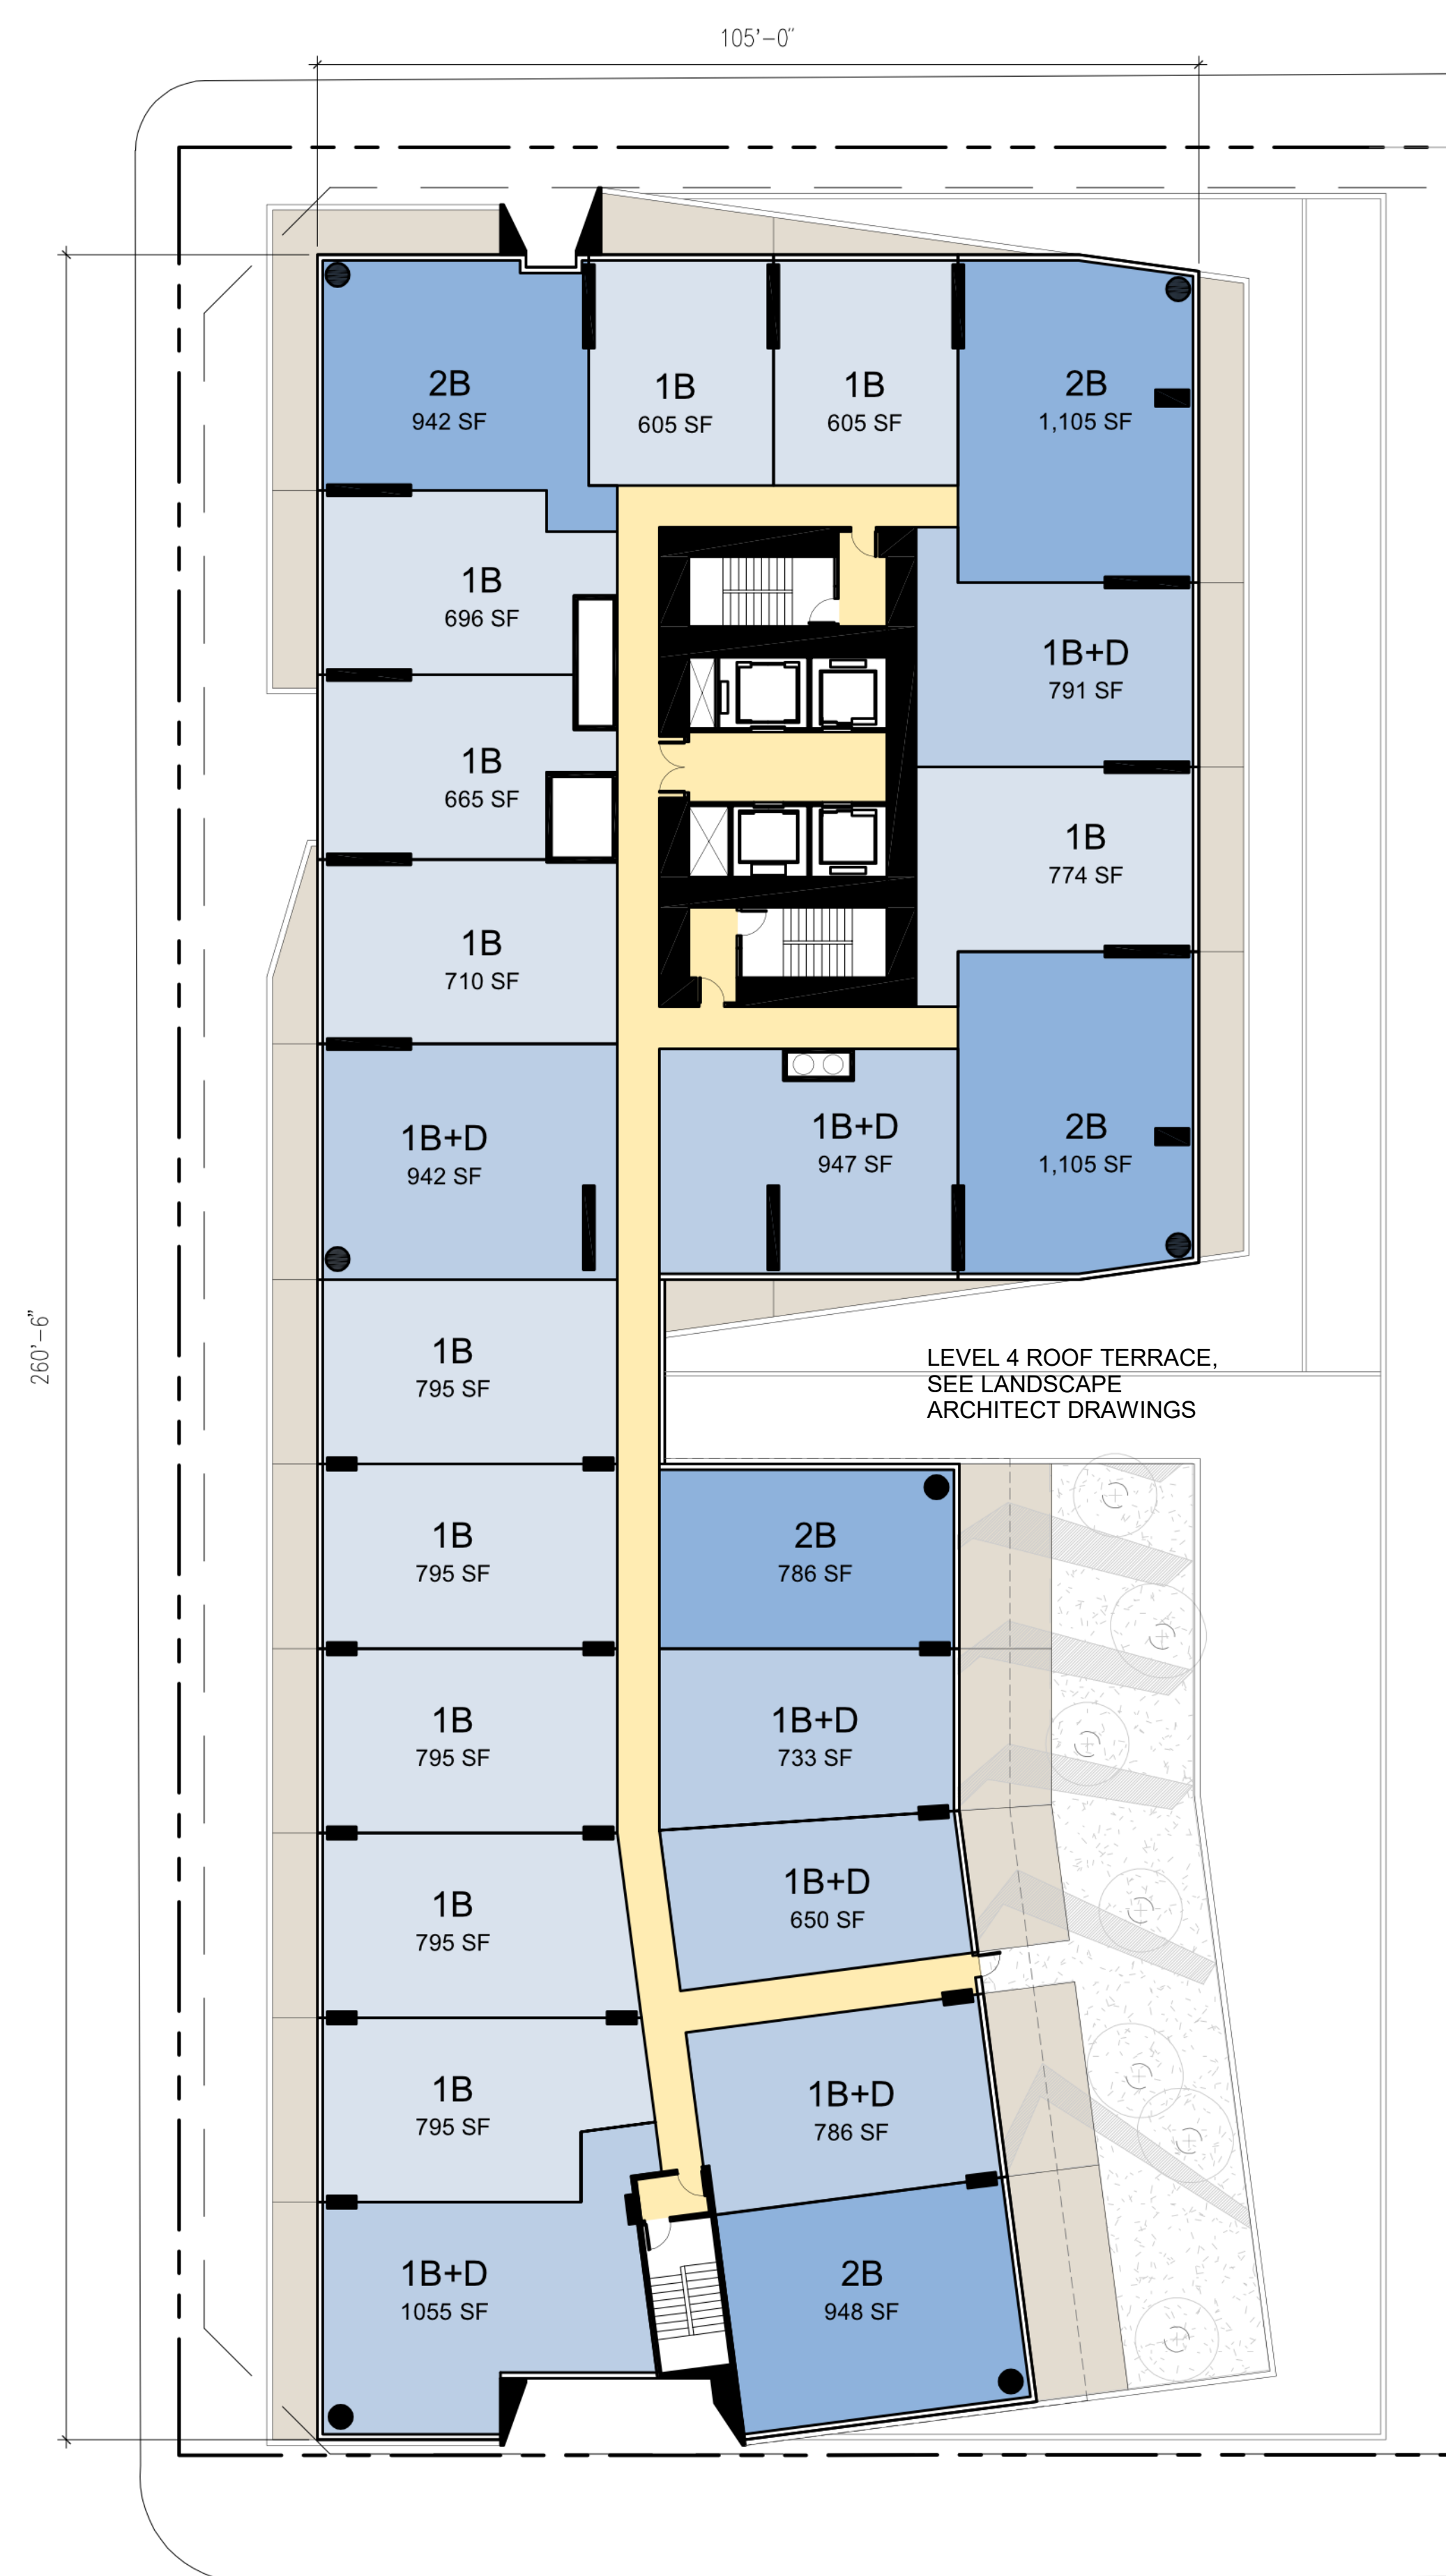 105'-0"
2B
942 SF
1B
605 SF
1B
605 SF
2B
1,105 SF
1B
696 SF
1B+D
791 SF
1B
665 SF
1B
774 SF
1B
710 SF
1B+D
942 SF
1B+D
947 SF
2B
1,105 SF
260'-6"
1B
795 SF
LEVEL 4 ROOF TERRACE,
SEE LANDSCAPE
ARCHITECT DRAWINGS
1B
795 SF
2B
786 SF
1B
795 SF
1B+D
733 SF
1B
795 SF
1B+D
650 SF
1B
795 SF
1B+D
786 SF
1B+D
1055 SF
2B
948 SF